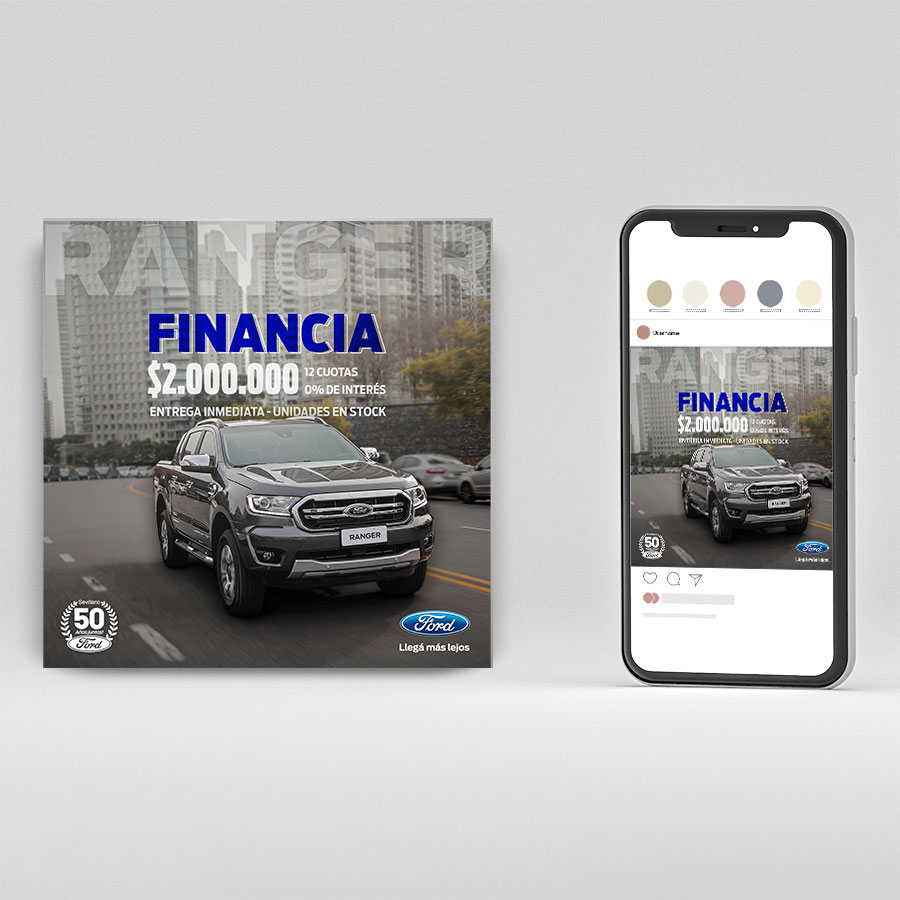 RANGER
FINANCIA
$2.000.000
12 CUOTAS
0% DE INTERÉS
ENTREGA INMEDIATA - UNIDADES EN STOCK
Ford
RANGER
Sevillano
50
Años juntos!
Ford
Ford
Llegá más lejos
Username
RANGER
FINANCIA
$2.000.000
12 CUOTAS
0% DE INTERÉS
ENTREGA INMEDIATA - UNIDADES EN STOCK
RANGER
50
Ford
Llegá más lejos